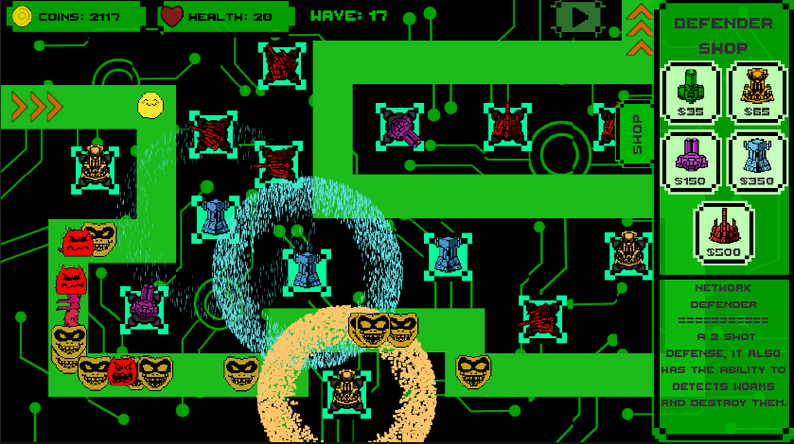 COINS: 2117
HEALTH: 20
WAVE: 17
DEFENDER
SHOP
$35
$65
SHOP
$150
$350
$500
NETWORK
DEFENDER
===========
A 2 SHOT
DEFENSE, IT ALSO
HAS THE ABILITY TO
DETECTS WORMS
AND DESTROY THEM.